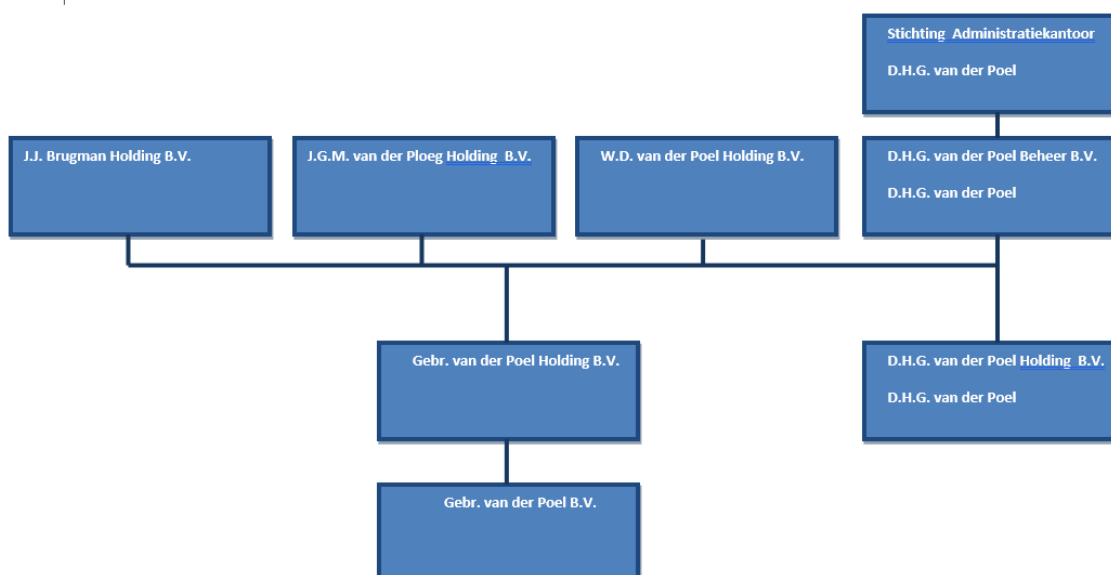 Stichting Administratiekantoor
D.H.G. van der Poel
J.J. Brugman Holding B.V.
J.G.M. van der Ploeg Holding B.V.
W.D. van der Poel Holding B.V.
D.H.G. van der Poel Beheer B.V.
D.H.G. van der Poel
Gebr. van der Poel Holding B.V.
D.H.G. van der Poel Holding B.V.
D.H.G. van der Poel
Gebr. van der Poel B.V.